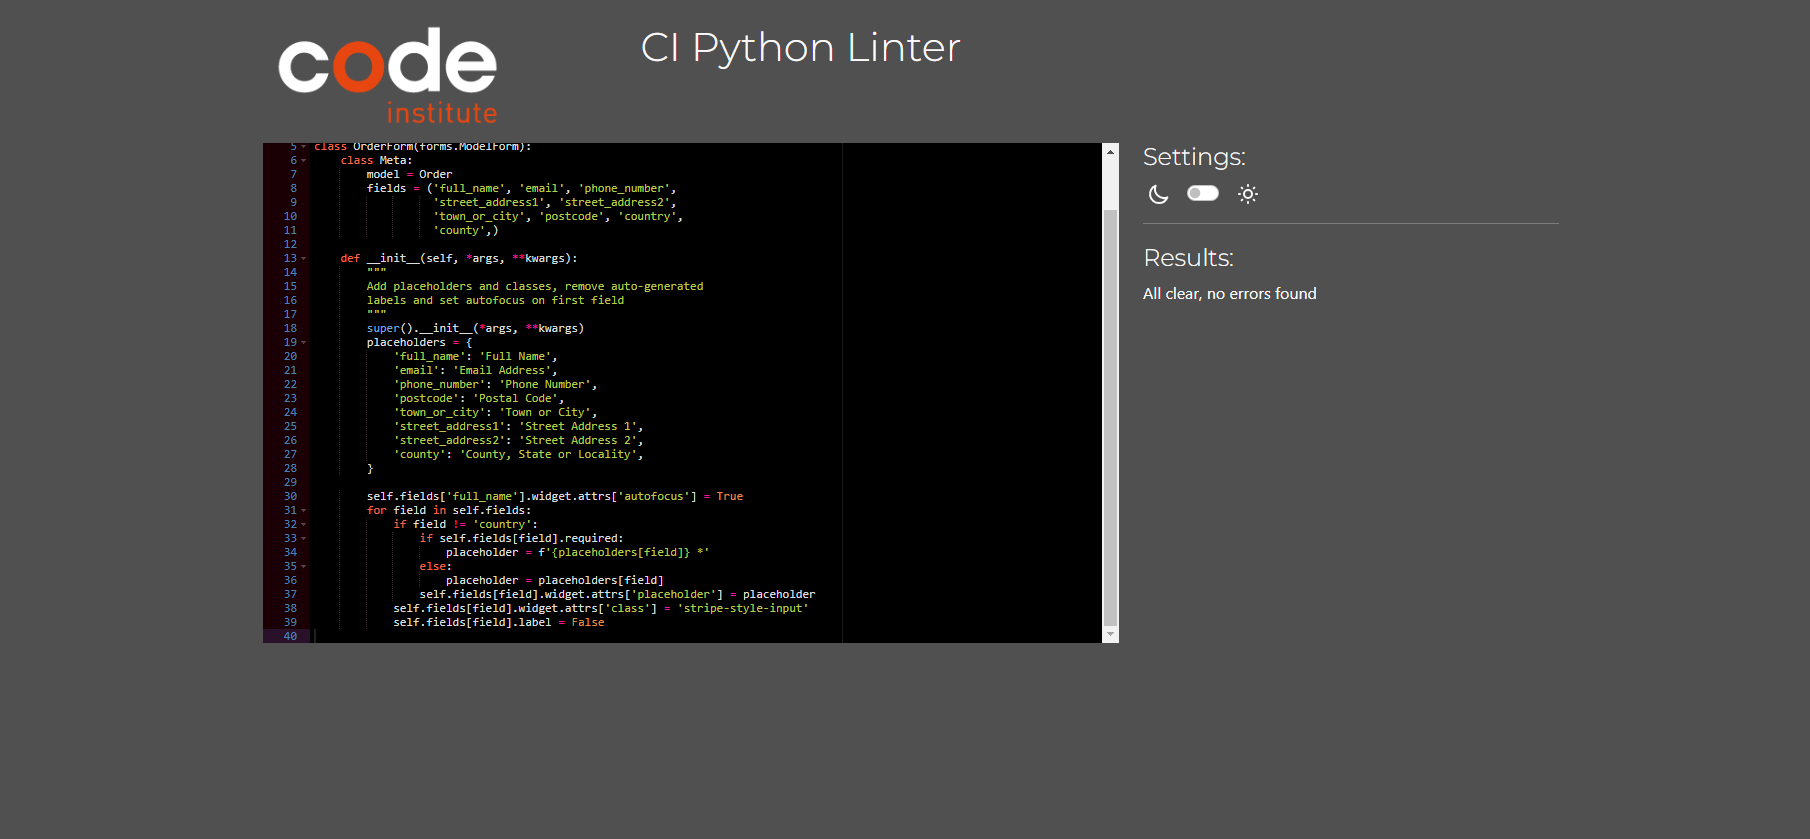 code
institute
CI Python Linter
5 class OrderForm(forms.ModelForm):
6     class Meta:
7         model = Order
8         fields = ('full_name', 'email', 'phone_number',
9                   'street_address1', 'street_address2',
10                   'town_or_city', 'postcode', 'country',
11                   'county',)
12
13     def __init__(self, *args, **kwargs):
14         """
15         Add placeholders and classes, remove auto-generated
16         labels and set autofocus on first field
17         """
18         super().__init__(*args, **kwargs)
19         placeholders = {
20             'full_name': 'Full Name',
21             'email': 'Email Address',
22             'phone_number': 'Phone Number',
23             'postcode': 'Postal Code',
24             'town_or_city': 'Town or City',
25             'street_address1': 'Street Address 1',
26             'street_address2': 'Street Address 2',
27             'county': 'County, State or Locality',
28         }
29
30         self.fields['full_name'].widget.attrs['autofocus'] = True
31         for field in self.fields:
32             if field != 'country':
33                 if self.fields[field].required:
34                     placeholder = f'{placeholders[field]} *'
35                 else:
36                     placeholder = placeholders[field]
37                 self.fields[field].widget.attrs['placeholder'] = placeholder
38             self.fields[field].widget.attrs['class'] = 'stripe-style-input'
39             self.fields[field].label = False
40
Settings:
Results:
All clear, no errors found